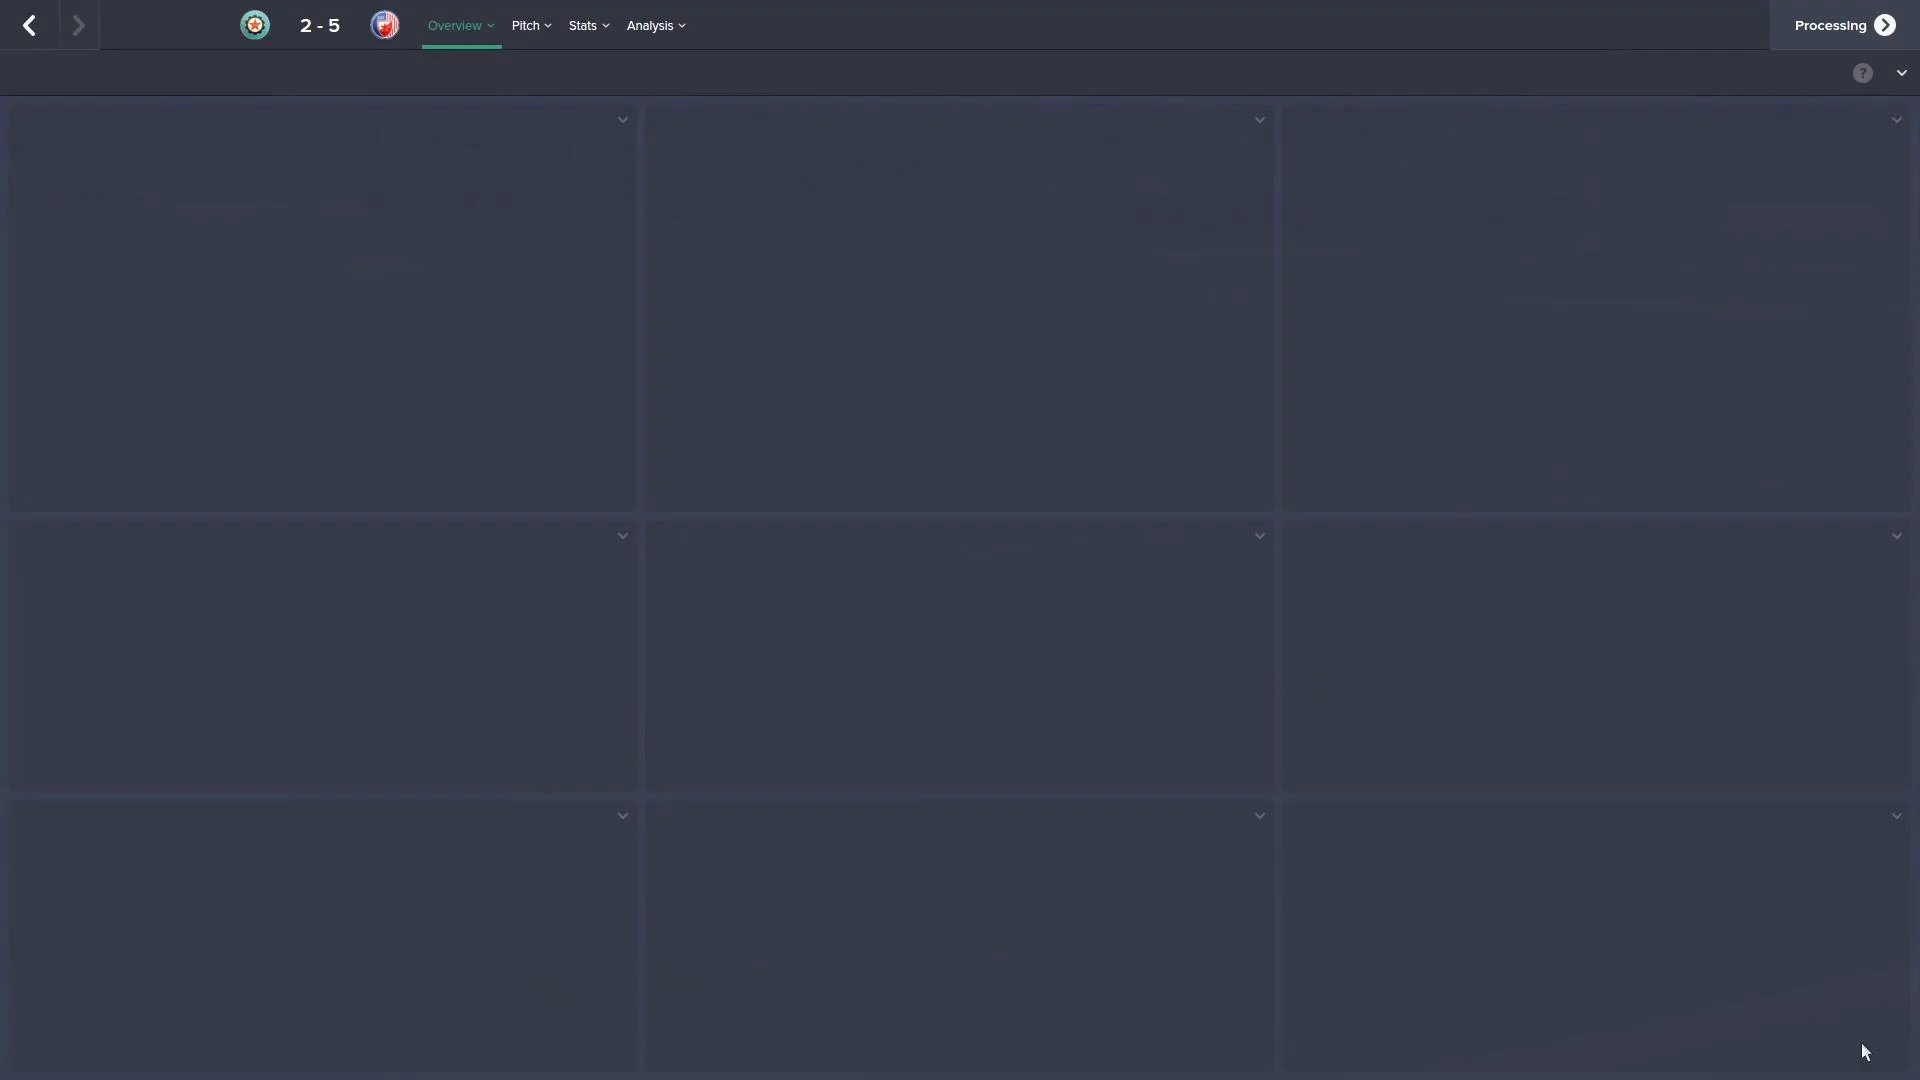 2 - 5
Overview
Pitch
Stats
Analysis
Processing
?